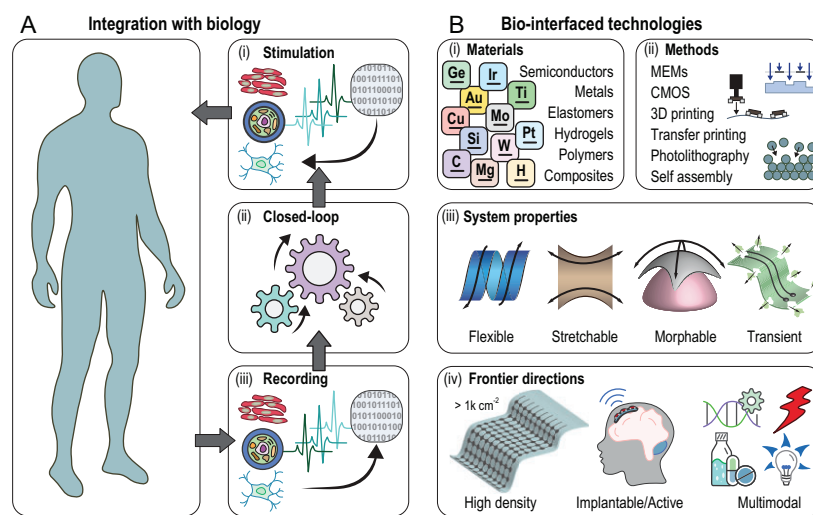 A Integration with biology
(i) Stimulation
(ii) Closed-loop
(iii) Recording
B Bio-interfaced technologies
(i) Materials
Ge
Ir
Au
Ti
Cu
Mo
Si
Pt
W
C
Mg
H
Semiconductors
Metals
Elastomers
Hydrogels
Polymers
Composites
(ii) Methods
MEMs
CMOS
3D printing
Transfer printing
Photolithography
Self assembly
(iii) System properties
Flexible
Stretchable
Morphable
Transient
(iv) Frontier directions
> 1k cm⁻²
High density
Implantable/Active
Multimodal